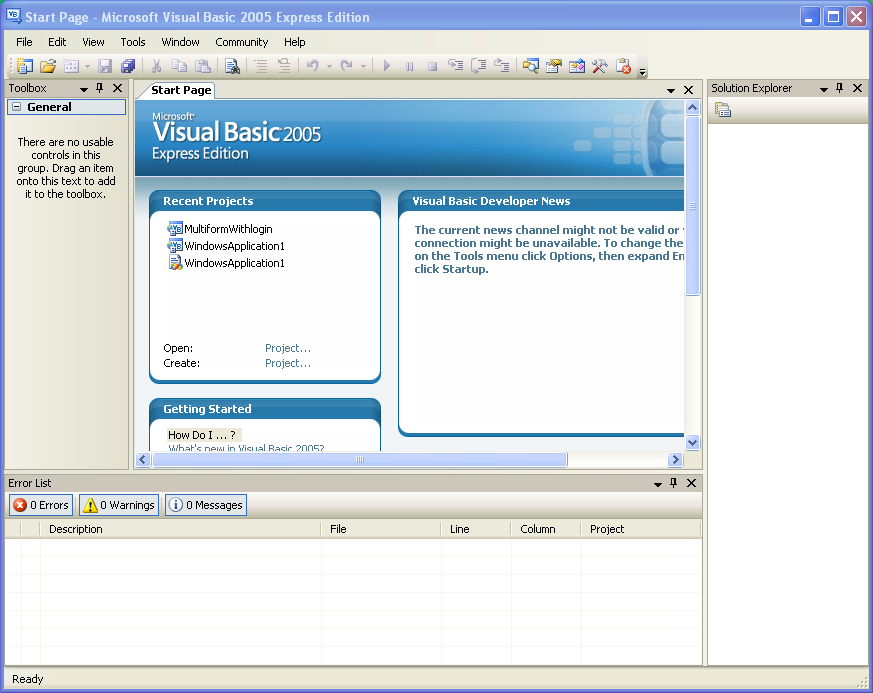 Start Page - Microsoft Visual Basic 2005 Express Edition
File Edit View Tools Window Community Help
Toolbox
General
There are no usable
controls in this
group. Drag an item
onto this text to add
it to the toolbox.
Start Page
Microsoft
Visual Basic 2005
Express Edition
Recent Projects
MultiformWithlogin
WindowsApplication1
WindowsApplication1
Open: Project...
Create: Project...
Getting Started
How Do I ... ?
What's new in Visual Basic 2005?
Visual Basic Developer News
The current news channel might not be valid or
connection might be unavailable. To change the
on the Tools menu click Options, then expand En
click Startup.
Solution Explorer
Error List
0 Errors 0 Warnings 0 Messages
Description File Line Column Project
Ready